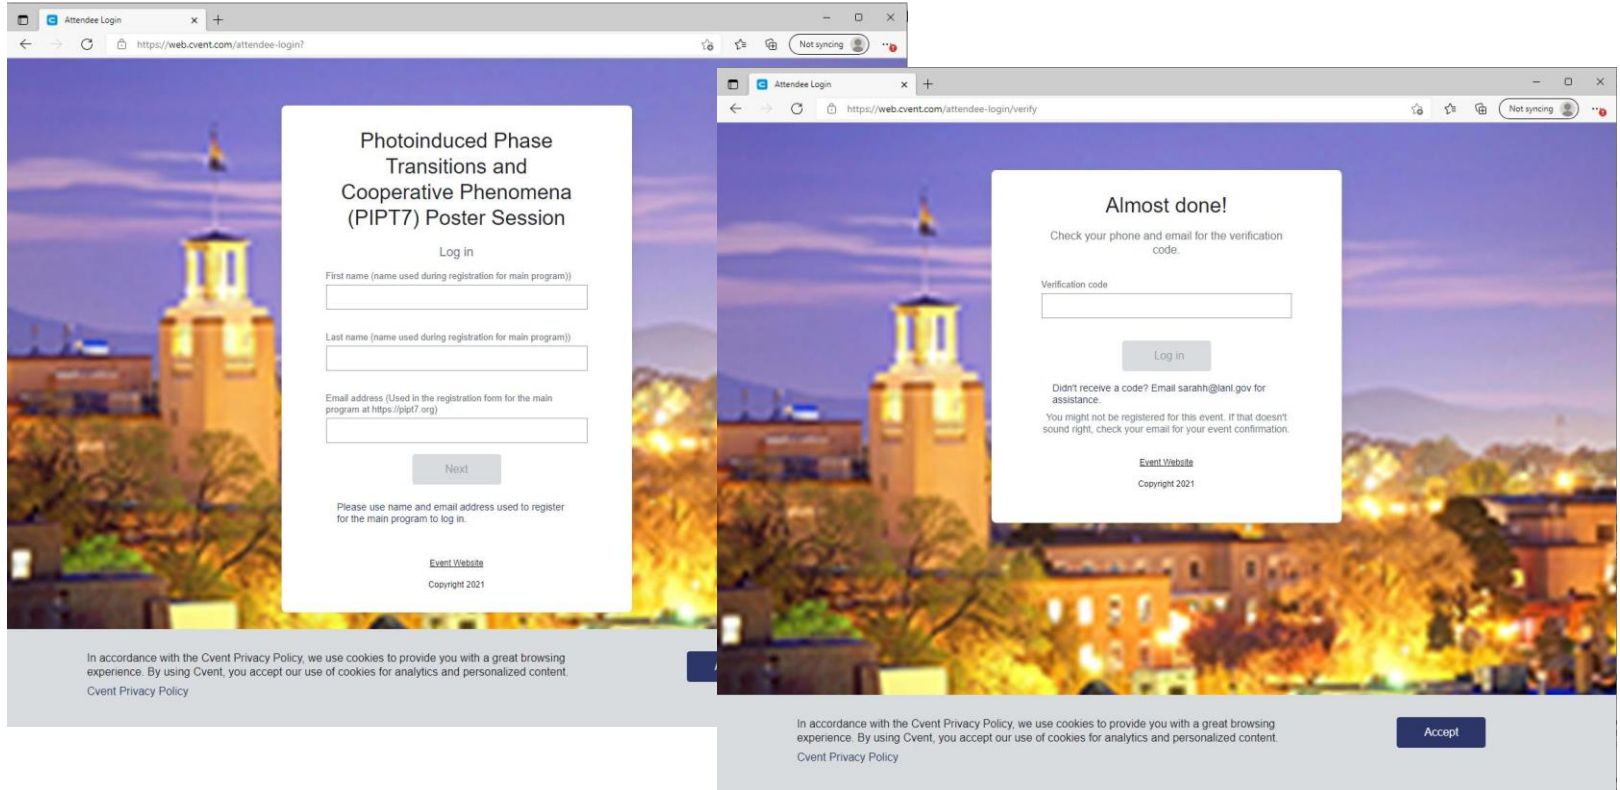 Attendee Login
https://web.cvent.com/attendee-login?
Not syncing
Photoinduced Phase
Transitions and
Cooperative Phenomena
(PIPT7) Poster Session
Log in
First name (name used during registration for main program))
Last name (name used during registration for main program))
Email address (Used in the registration form for the main
program at https://pipt7.org)
Next
Please use name and email address used to register
for the main program to log in.
Event Website
Copyright 2021
In accordance with the Cvent Privacy Policy, we use cookies to provide you with a great browsing
experience. By using Cvent, you accept our use of cookies for analytics and personalized content.
Cvent Privacy Policy
Attendee Login
https://web.cvent.com/attendee-login/verify
Not syncing
Almost done!
Check your phone and email for the verification
code.
Verification code
Log in
Didn't receive a code? Email sarahh@lanl.gov for
assistance.
You might not be registered for this event. If that doesn't
sound right, check your email for your event confirmation.
Event Website
Copyright 2021
In accordance with the Cvent Privacy Policy, we use cookies to provide you with a great browsing
experience. By using Cvent, you accept our use of cookies for analytics and personalized content.
Cvent Privacy Policy
Accept